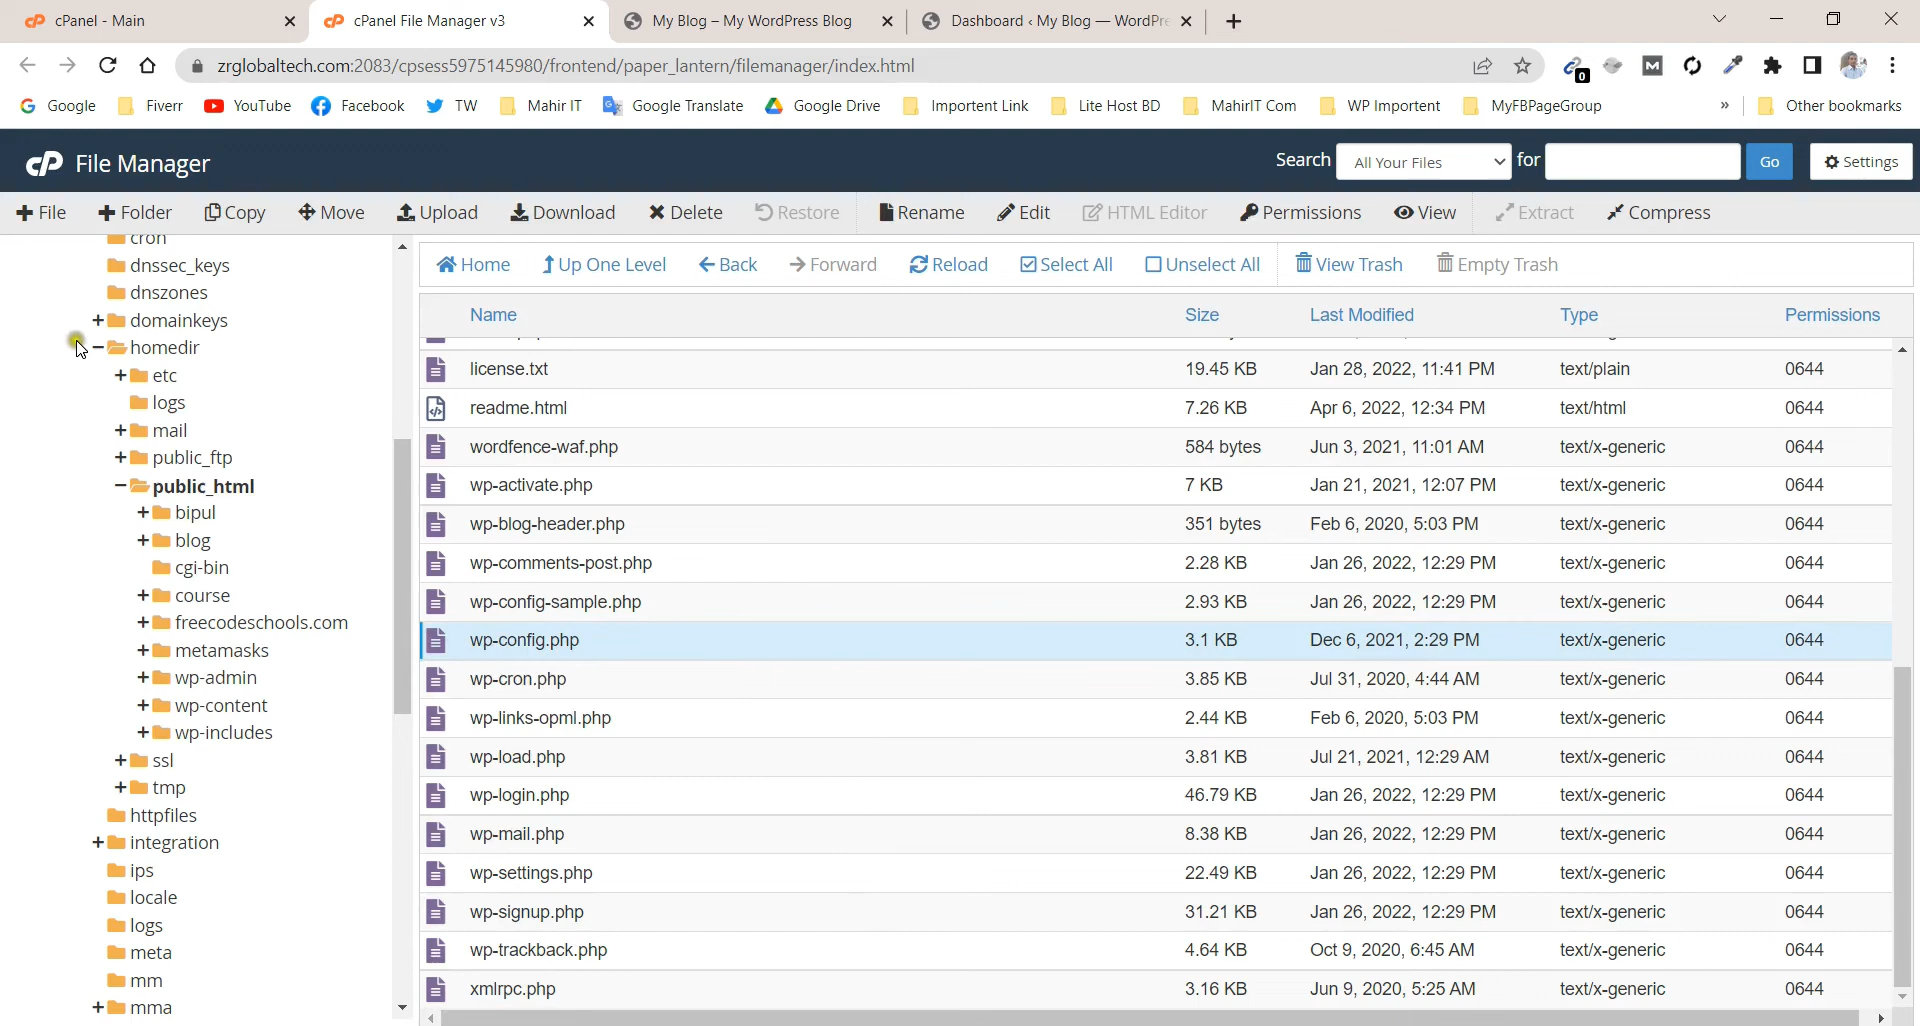 cPanel - Main
cPanel File Manager v3
My Blog – My WordPress Blog
Dashboard ‹ My Blog — WordPre
zrglobaltech.com:2083/cpsess5975145980/frontend/paper_lantern/filemanager/index.html
0
Google
Fiverr
YouTube
Facebook
TW
Mahir IT
Google Translate
Google Drive
Importent Link
Lite Host BD
MahirIT Com
WP Importent
MyFBPageGroup
»
Other bookmarks
cP File Manager
Search
All Your Files
for
Go
Settings
File
Folder
Copy
Move
Upload
Download
Delete
Restore
Rename
Edit
HTML Editor
Permissions
View
Extract
Compress
cron
dnssec_keys
dnszones
domainkeys
homedir
etc
logs
mail
public_ftp
public_html
bipul
blog
cgi-bin
course
freecodeschools.com
metamasks
wp-admin
wp-content
wp-includes
ssl
tmp
httpfiles
integration
ips
locale
logs
meta
mm
mma
Home
Up One Level
Back
Forward
Reload
Select All
Unselect All
View Trash
Empty Trash
Name Size Last Modified Type Permissions
license.txt 19.45 KB Jan 28, 2022, 11:41 PM text/plain 0644
readme.html 7.26 KB Apr 6, 2022, 12:34 PM text/html 0644
wordfence-waf.php 584 bytes Jun 3, 2021, 11:01 AM text/x-generic 0644
wp-activate.php 7 KB Jan 21, 2021, 12:07 PM text/x-generic 0644
wp-blog-header.php 351 bytes Feb 6, 2020, 5:03 PM text/x-generic 0644
wp-comments-post.php 2.28 KB Jan 26, 2022, 12:29 PM text/x-generic 0644
wp-config-sample.php 2.93 KB Jan 26, 2022, 12:29 PM text/x-generic 0644
wp-config.php 3.1 KB Dec 6, 2021, 2:29 PM text/x-generic 0644
wp-cron.php 3.85 KB Jul 31, 2020, 4:44 AM text/x-generic 0644
wp-links-opml.php 2.44 KB Feb 6, 2020, 5:03 PM text/x-generic 0644
wp-load.php 3.81 KB Jul 21, 2021, 12:29 AM text/x-generic 0644
wp-login.php 46.79 KB Jan 26, 2022, 12:29 PM text/x-generic 0644
wp-mail.php 8.38 KB Jan 26, 2022, 12:29 PM text/x-generic 0644
wp-settings.php 22.49 KB Jan 26, 2022, 12:29 PM text/x-generic 0644
wp-signup.php 31.21 KB Jan 26, 2022, 12:29 PM text/x-generic 0644
wp-trackback.php 4.64 KB Oct 9, 2020, 6:45 AM text/x-generic 0644
xmlrpc.php 3.16 KB Jun 9, 2020, 5:25 AM text/x-generic 0644